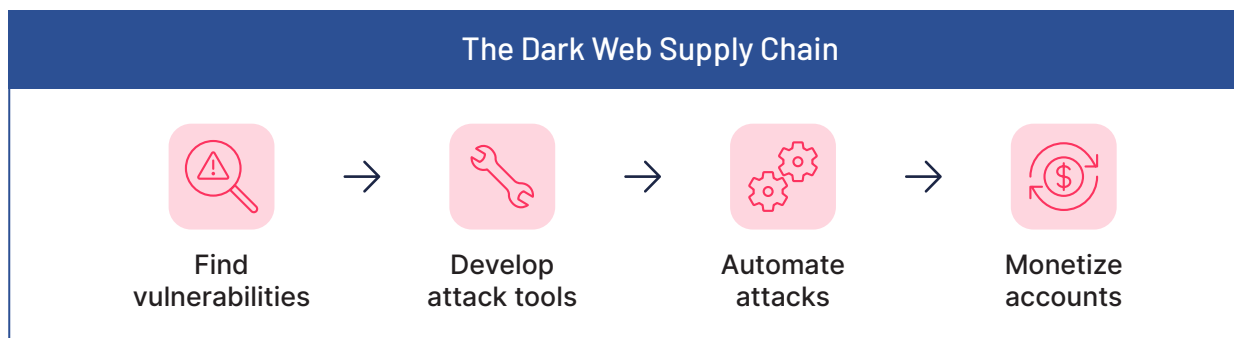 The Dark Web Supply Chain
Find
vulnerabilities
Develop
attack tools
Automate
attacks
Monetize
accounts